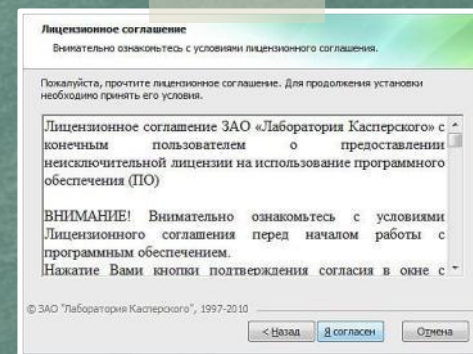 Лицензионное соглашение
Внимательно ознакомьтесь с условиями лицензионного соглашения.
Пожалуйста, прочтите лицензионное соглашение. Для продолжения установки
необходимо принять его условия.
Лицензионное соглашение ЗАО «Лаборатория Касперского» с
конечным пользователем о предоставлении
неисключительной лицензии на использование программного
обеспечения (ПО)
ВНИМАНИЕ! Внимательно ознакомьтесь с условиями
Лицензионного соглашения перед началом работы с
программным обеспечением.
Нажатие Вами кнопки подтверждения согласия в окне с
© ЗАО "Лаборатория Касперского", 1997-2010
< Назад Я согласен Отмена